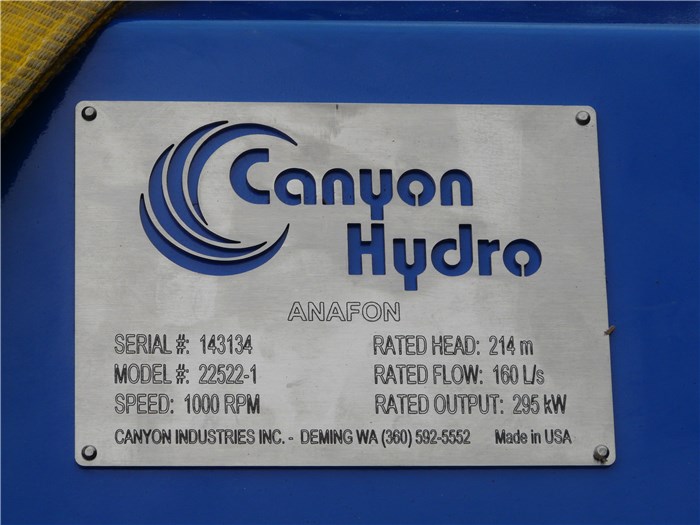 Canyon
Hydro
ANAFON
SERIAL #: 143134 RATED HEAD: 214 m
MODEL #: 22522-1 RATED FLOW: 160 L/s
SPEED: 1000 RPM RATED OUTPUT: 295 kW
CANYON INDUSTRIES INC. - DEMING WA (360) 592-5552 Made in USA